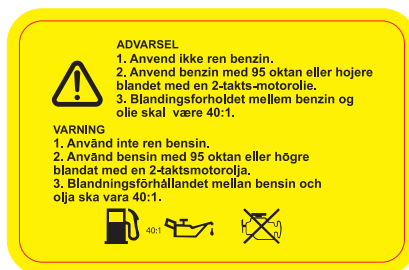 ADVARSEL
1. Anvend ikke ren benzin.
2. Anvend benzin med 95 oktan eller hojere
blandet med en 2-takts-motorolie.
3. Blandingsforholdet mellem benzin og
olie skal være 40:1.
VARNING
1. Använd inte ren bensin.
2. Använd bensin med 95 oktan eller högre
blandat med en 2-taktsmotorolja.
3. Blandningsförhållandet mellan bensin och
olja ska vara 40:1.
40:1